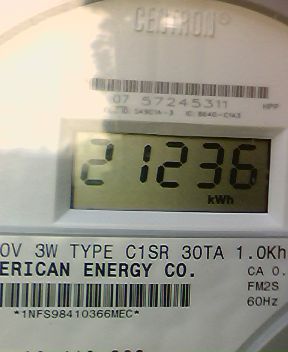 CENTRON®
07 57245311 HPP
21236
kWh
0V 3W TYPE C1SR 30TA 1.0Kh
ERICAN ENERGY CO. CA 0.
FM2S
60Hz
*1NFS98410366MEC*